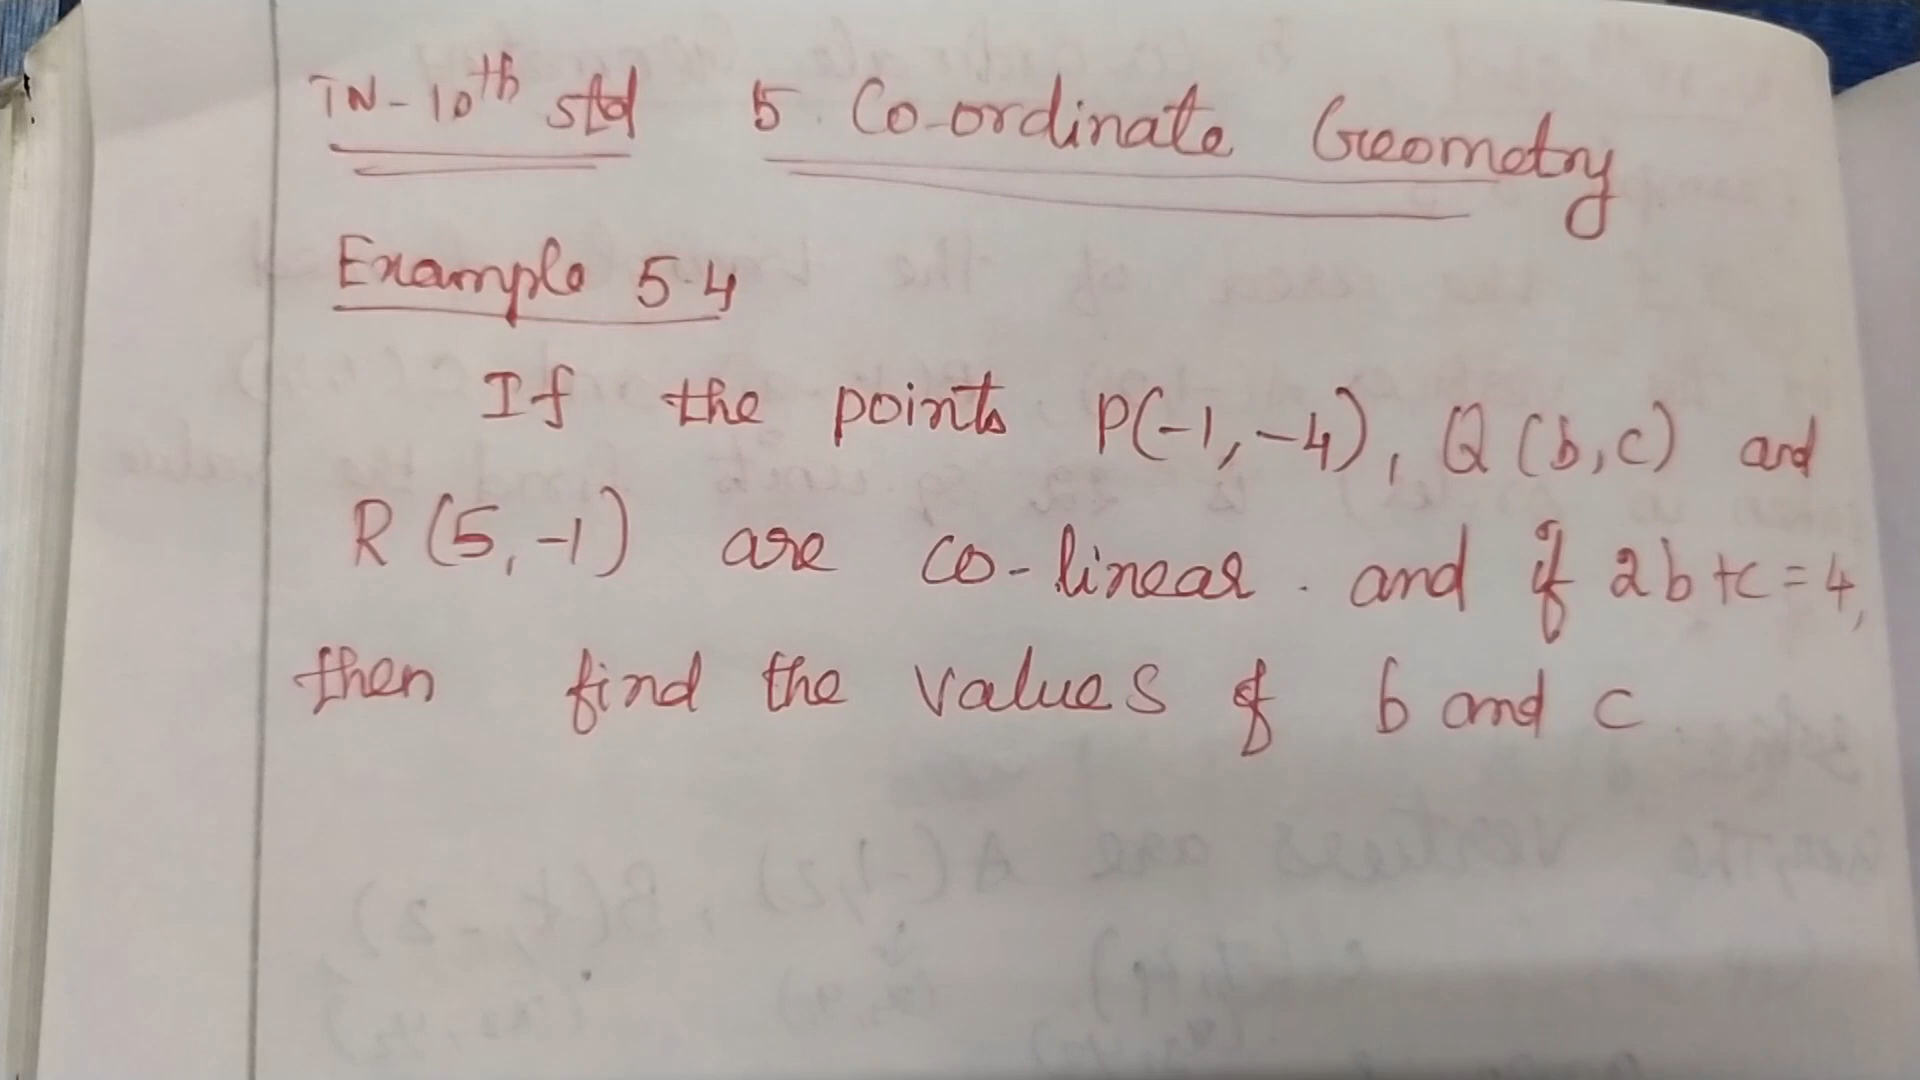 TN-10th std 5. Co-ordinate Geometry
Example 5.4
If the points P(-1,-4), Q(b,c) and
R(5,-1) are co-linear. and if 2b+c=4,
then find the values of b and c